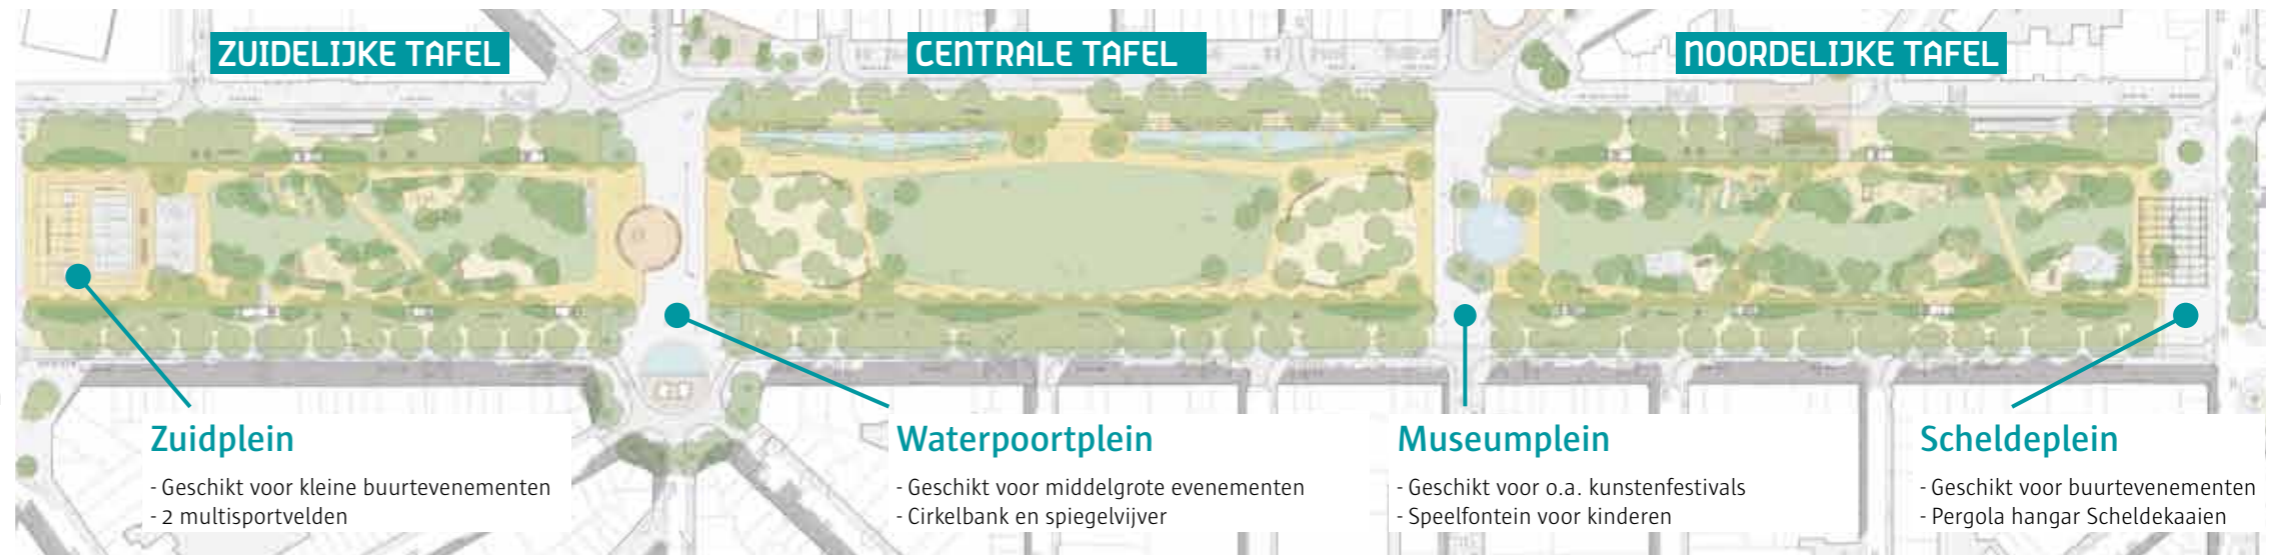 ZUIDELIJKE TAFEL
CENTRALE TAFEL
NOORDELIJKE TAFEL
Zuidplein
- Geschikt voor kleine buurtevenementen
- 2 multisportvelden
Waterpoortplein
- Geschikt voor middelgrote evenementen
- Cirkelbank en spiegelvijver
Museumplein
- Geschikt voor o.a. kunstenfestivals
- Speelfontein voor kinderen
Scheldeplein
- Geschikt voor buurtevenementen
- Pergola hangar Scheldekaaien